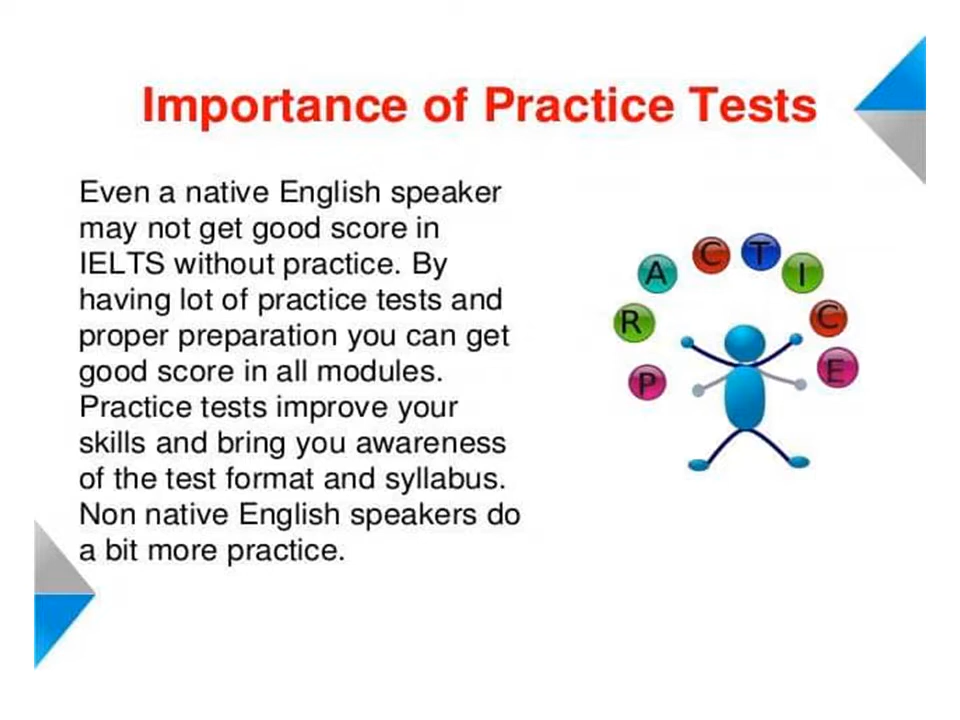 Importance of Practice Tests
Even a native English speaker
may not get good score in
IELTS without practice. By
having lot of practice tests and
proper preparation you can get
good score in all modules.
Practice tests improve your
skills and bring you awareness
of the test format and syllabus.
Non native English speakers do
a bit more practice.
PRACTICE